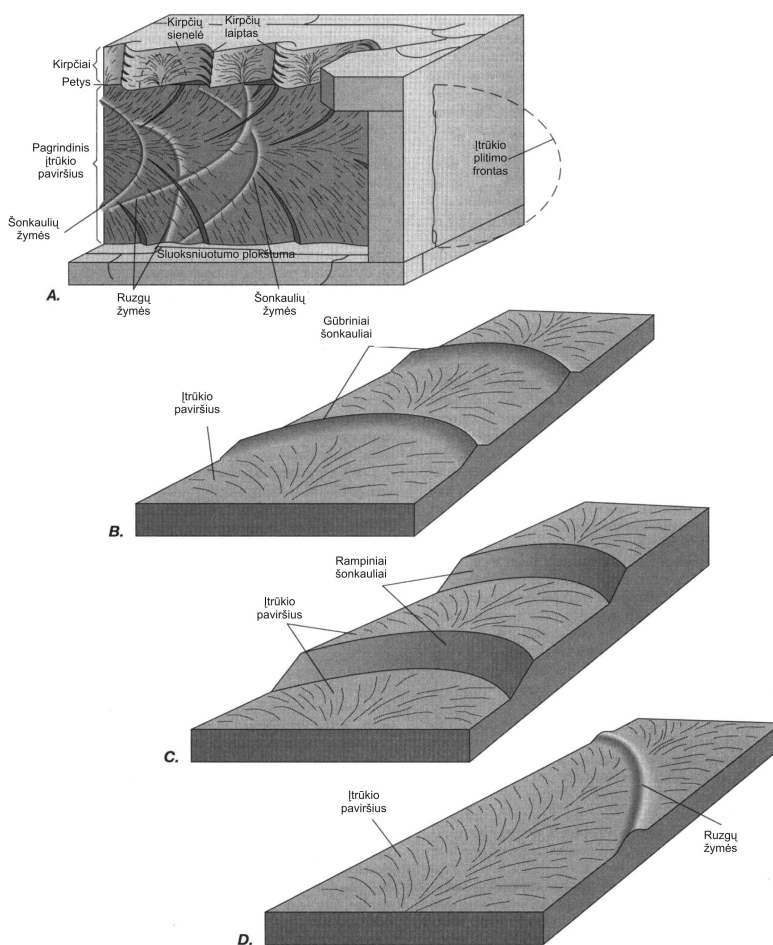 Kirpčių
sienelė
Kirpčių
laiptas
Kirpčiai
Petys
Pagrindinis
įtrūkio
paviršius
Įtrūkio
plitimo
frontas
Šonkaulių
žymės
Sluoksniuotumo plokštuma
A.
Ruzgų
žymės
Šonkaulių
žymės
Gūbriniai
šonkauliai
Įtrūkio
paviršius
B.
Rampiniai
šonkauliai
Įtrūkio
paviršius
C.
Įtrūkio
paviršius
Ruzgų
žymės
D.